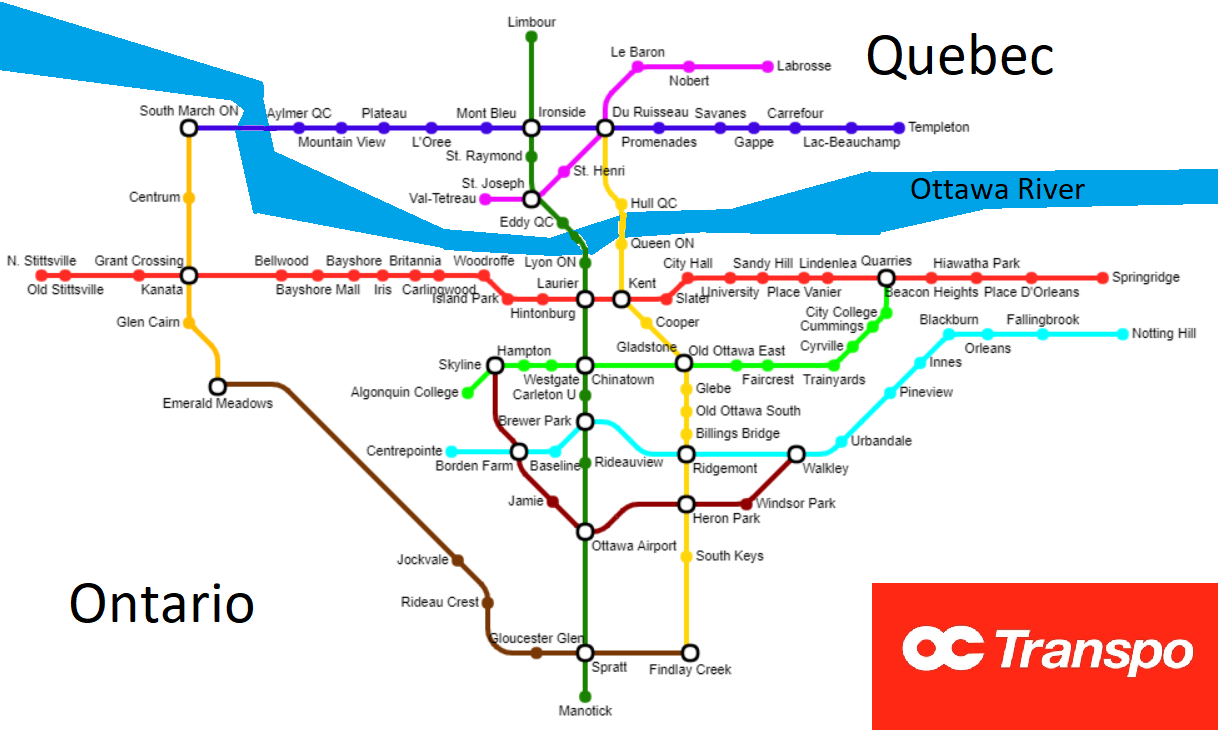 Limbour
Quebec
Le Baron
Labrosse
Nobert
South March ON
Aylmer QC
Plateau
Mont Bleu
Ironside
Du Ruisseau
Savanes
Carrefour
Templeton
Mountain View
L'Oree
Promenades
Gappe
Lac-Beauchamp
St. Raymond
St. Henri
St. Joseph
Val-Tetreau
Ottawa River
Centrum
Hull QC
Eddy QC
Queen ON
N. Stittsville
Grant Crossing
Bellwood
Bayshore
Britannia
Woodroffe
Lyon ON
City Hall
Sandy Hill
Lindenlea
Quarries
Hiawatha Park
Springridge
Old Stittsville
Kanata
Bayshore Mall
Iris
Carlingwood
Island Park
Laurier
Kent
Slater
University
Place Vanier
Beacon Heights
Place D'Orleans
Hintonburg
Glen Cairn
Cooper
City College
Cummings
Blackburn
Fallingbrook
Notting Hill
Cyrville
Orleans
Gladstone
Old Ottawa East
Hampton
Skyline
Innes
Westgate
Chinatown
Faircrest
Trainyards
Algonquin College
Carleton U
Glebe
Pineview
Emerald Meadows
Old Ottawa South
Brewer Park
Billings Bridge
Urbandale
Centrepointe
Borden Farm
Baseline
Rideauview
Ridgemont
Walkley
Jamie
Windsor Park
Heron Park
Ottawa Airport
South Keys
Jockvale
Ontario
Rideau Crest
Gloucester Glen
Spratt
Findlay Creek
OC Transpo
Manotick